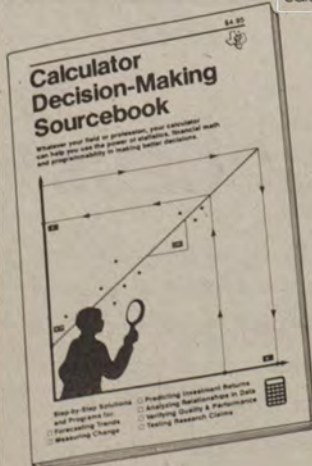 $4.95
Calculator
Decision-Making
Sourcebook
Whatever your field or profession, your calculator
can help you use the power of statistics, financial math
and programmability in making better decisions.
Step-by-Step Solutions
and Programs for:
□ Forecasting Trends
□ Measuring Change
□ Predicting Investment Returns
□ Analyzing Relationships in Data
□ Verifying Quality & Performance
□ Testing Research Claims